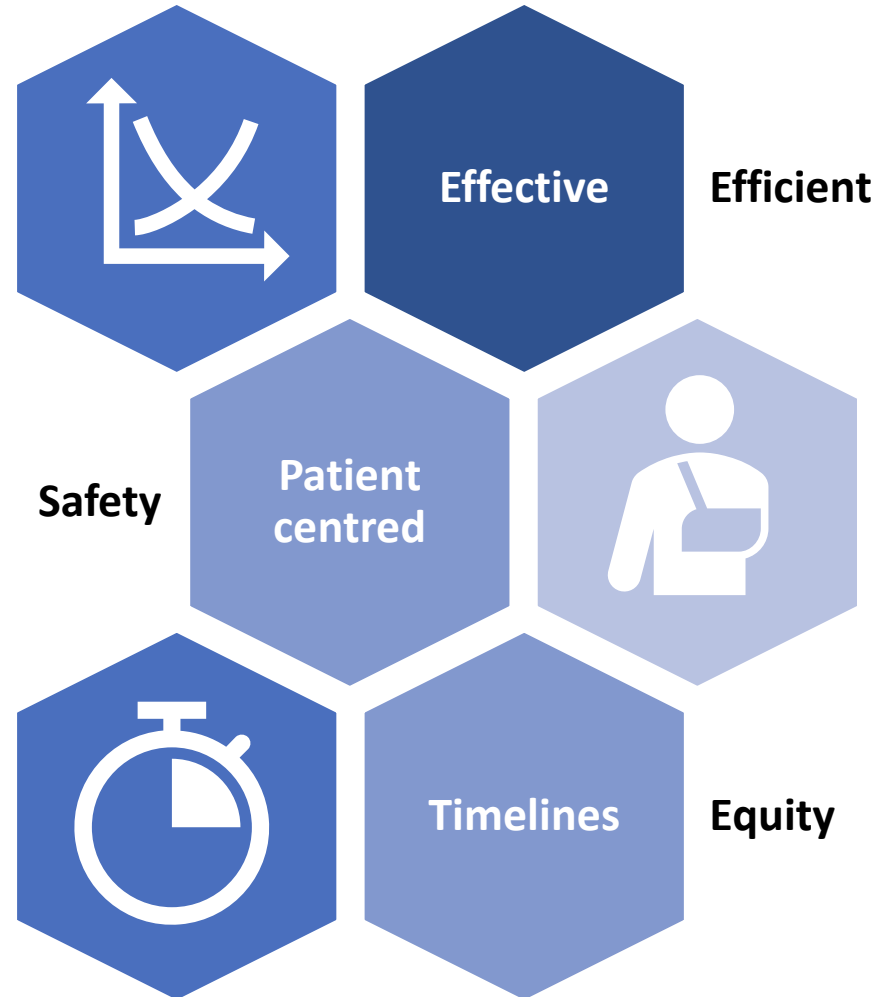 Effective
Efficient
Safety
Patient
centred
Timelines
Equity